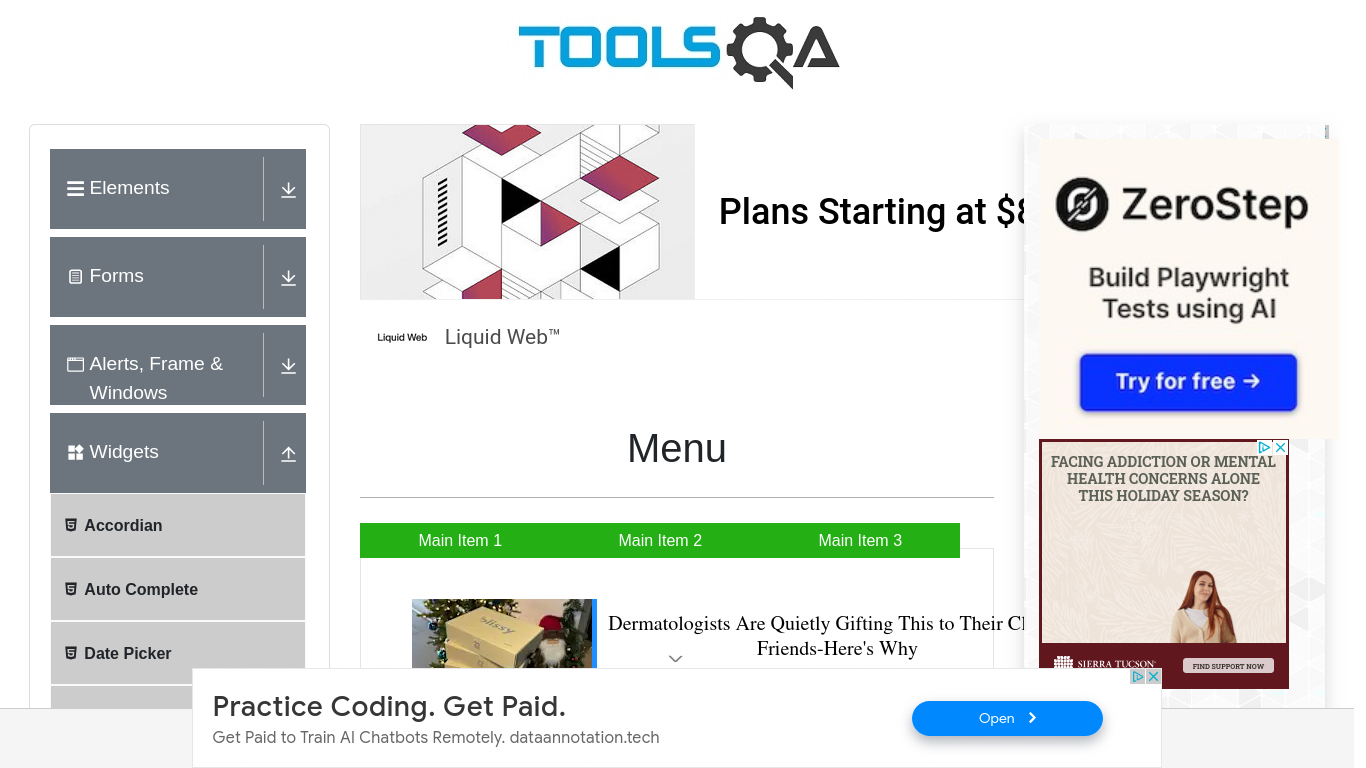 TOOLSQA
Elements
Forms
Alerts, Frame &
Windows
Widgets
Accordian
Auto Complete
Date Picker
Plans Starting at $8
Liquid Web
Liquid Web™
Menu
Main Item 1
Main Item 2
Main Item 3
blissy
Dermatologists Are Quietly Gifting This to Their Cl
Friends-Here's Why
ZeroStep
Build Playwright
Tests using AI
Try for free →
FACING ADDICTION OR MENTAL
HEALTH CONCERNS ALONE
THIS HOLIDAY SEASON?
SIERRA TUCSON
FIND SUPPORT NOW
Practice Coding. Get Paid.
Get Paid to Train AI Chatbots Remotely. dataannotation.tech
Open